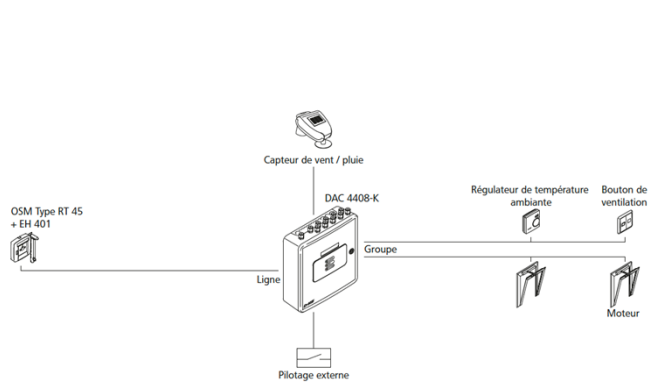 Capteur de vent / pluie
DAC 4408-K
OSM Type RT 45
+ EH 401
Régulateur de température
ambiante
Bouton de
ventilation
Groupe
Ligne
Moteur
Pilotage externe